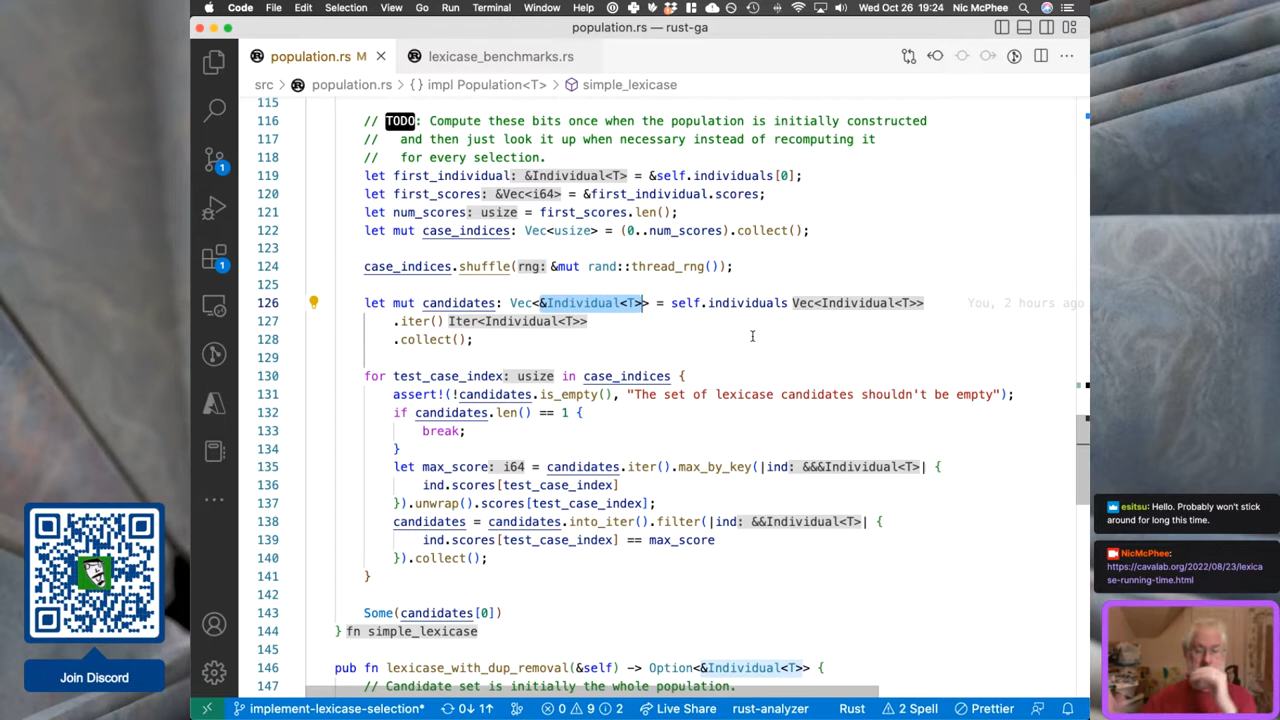 Code File Edit Selection View Go Run Terminal Window Help Wed Oct 26 19:24 Nic McPhee
population.rs — rust-ga
population.rs M
lexicase_benchmarks.rs
src population.rs {} impl Population<T> simple_lexicase
115
116 // TODO: Compute these bits once when the population is initially constructed
117 // and then just look it up when necessary instead of recomputing it
118 // for every selection.
119 let first_individual: &Individual<T> = &self.individuals[0];
120 let first_scores: &Vec<i64> = &first_individual.scores;
121 let num_scores: usize = first_scores.len();
122 let mut case_indices: Vec<usize> = (0..num_scores).collect();
123
124 case_indices.shuffle(rng: &mut rand::thread_rng());
125
126 let mut candidates: Vec<&Individual<T>> = self.individuals Vec<Individual<T>> You, 2 hours ago
127 .iter() Iter<Individual<T>>
128 .collect();
129
130 for test_case_index: usize in case_indices {
131 assert!(!candidates.is_empty(), "The set of lexicase candidates shouldn't be empty");
132 if candidates.len() == 1 {
133 break;
134 }
135 let max_score: i64 = candidates.iter().max_by_key(|ind: &&&Individual<T>| {
136 ind.scores[test_case_index]
137 }).unwrap().scores[test_case_index];
138 candidates = candidates.into_iter().filter(|ind: &&Individual<T>| {
139 ind.scores[test_case_index] == max_score
140 }).collect();
141 }
142
143 Some(candidates[0])
144 } fn simple_lexicase
145
146 pub fn lexicase_with_dup_removal(&self) -> Option<&Individual<T>> {
147 // Candidate set is initially the whole population.
implement-lexicase-selection* 0↓ 1↑ 0 9 2 Live Share rust-analyzer Rust 2 Spell Prettier
1
1
Join Discord
esitsu: Hello. Probably won't stick
around for long this time.
NicMcPhee:
https://cavalab.org/2022/08/23/lexica
se-running-time.html